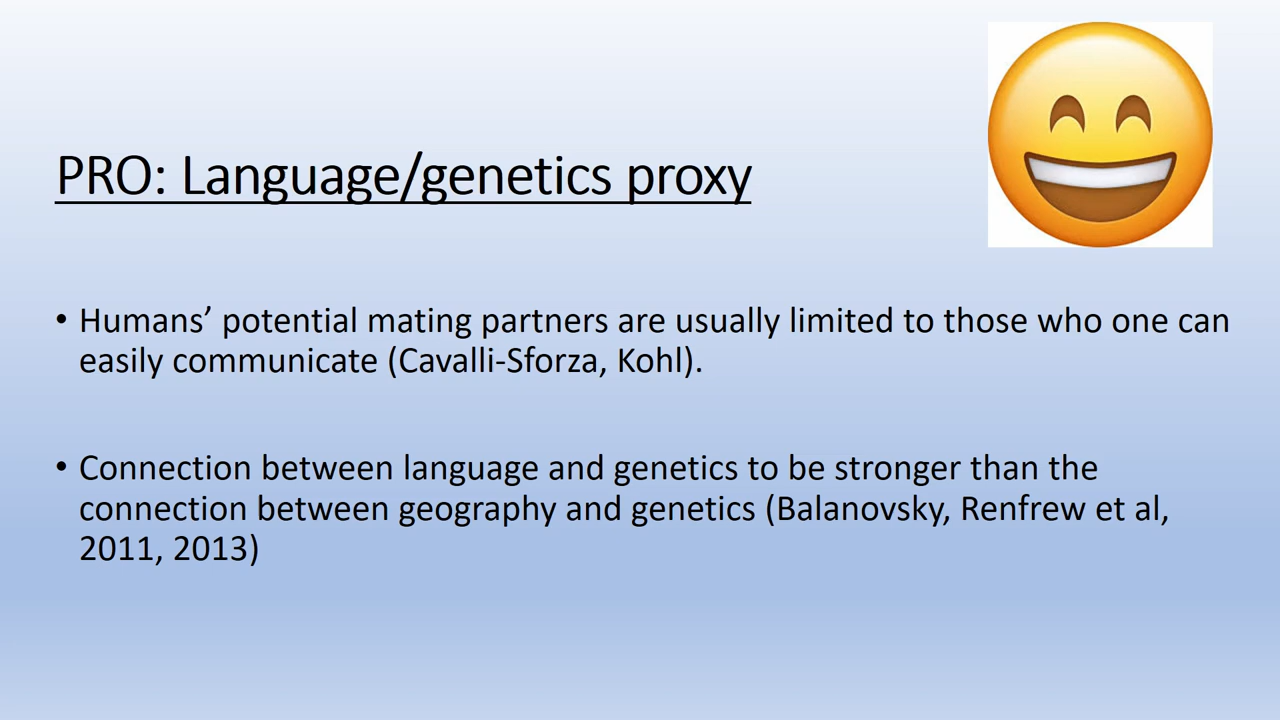 PRO: Language/genetics proxy
• Humans’ potential mating partners are usually limited to those who one can
easily communicate (Cavalli-Sforza, Kohl).
• Connection between language and genetics to be stronger than the
connection between geography and genetics (Balanovsky, Renfrew et al,
2011, 2013)